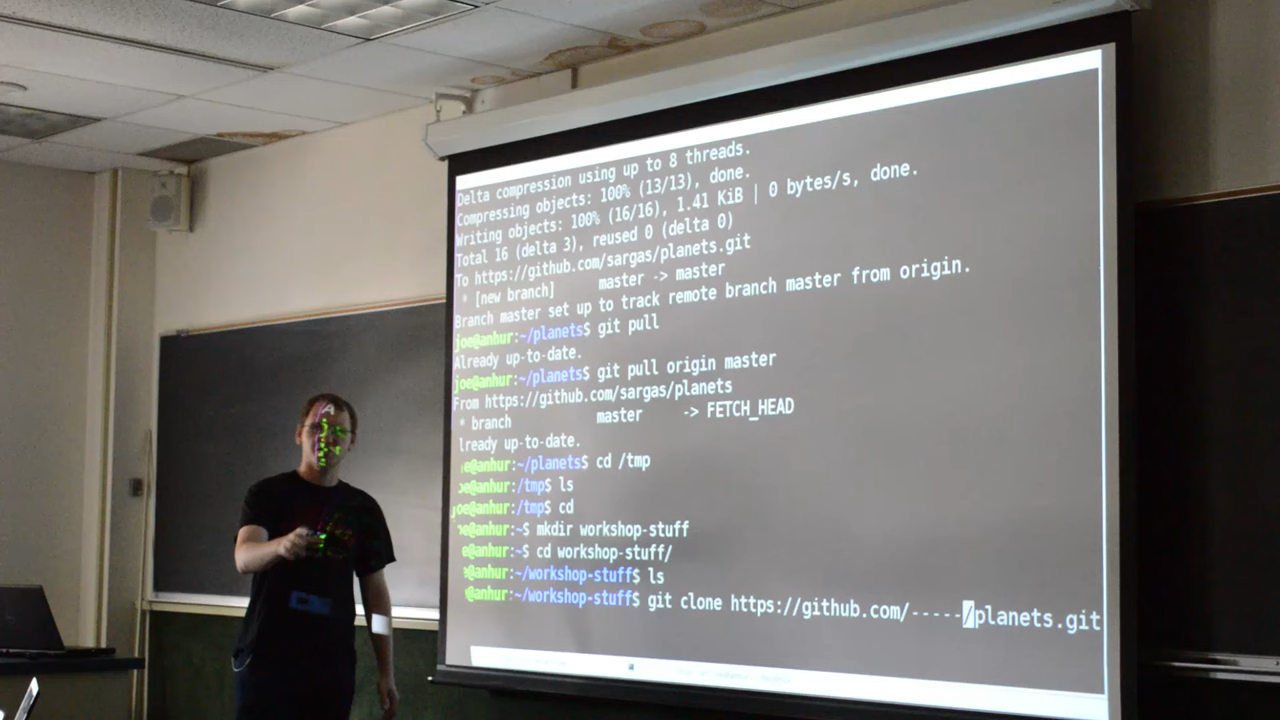 Delta compression using up to 8 threads.
Compressing objects: 100% (13/13), done.
Writing objects: 100% (16/16), 1.41 KiB | 0 bytes/s, done.
Total 16 (delta 3), reused 0 (delta 0)
To https://github.com/sargas/planets.git
* [new branch] master -> master
Branch master set up to track remote branch master from origin.
joe@anhur:~/planets$ git pull
Already up-to-date.
joe@anhur:~/planets$ git pull origin master
From https://github.com/sargas/planets
* branch master -> FETCH_HEAD
lready up-to-date.
e@anhur:~/planets$ cd /tmp
oe@anhur:/tmp$ ls
joe@anhur:/tmp$ cd
e@anhur:~$ mkdir workshop-stuff
e@anhur:~$ cd workshop-stuff/
e@anhur:~/workshop-stuff$ ls
e@anhur:~/workshop-stuff$ git clone https://github.com/-----/planets.git